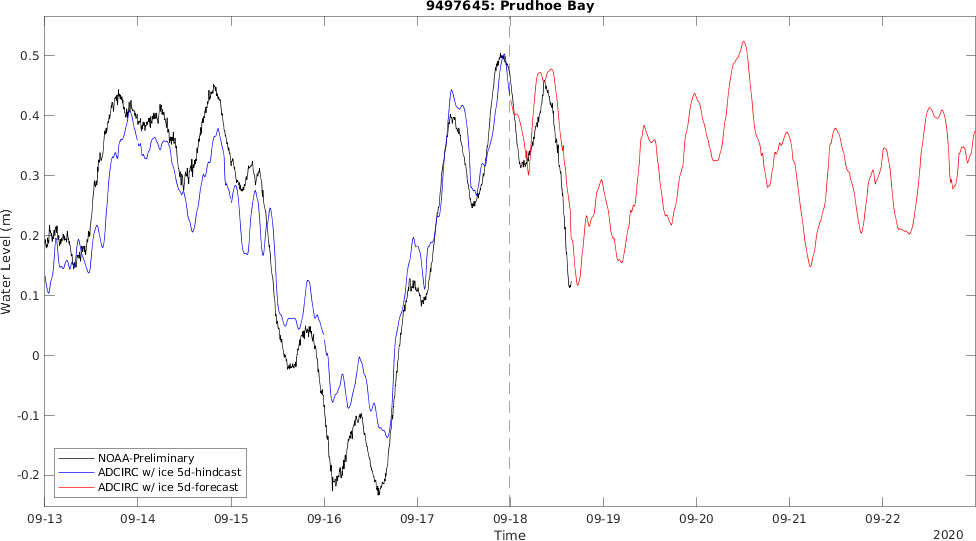 9497645: Prudhoe Bay
0.5
0.4
0.3
0.2
0.1
0
-0.1
-0.2
Water Level (m)
NOAA-Preliminary
ADCIRC w/ ice 5d-hindcast
ADCIRC w/ ice 5d-forecast
09-13 09-14 09-15 09-16 09-17 09-18 09-19 09-20 09-21 09-22
Time
2020